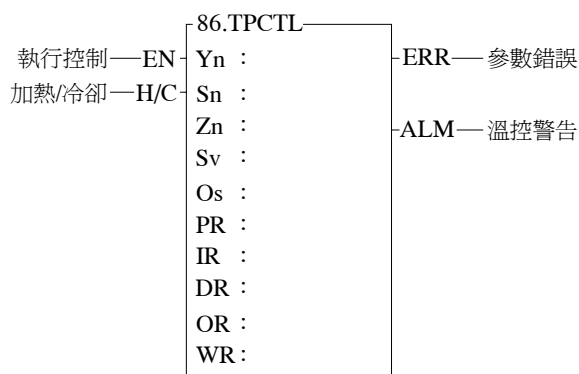 86.TPCTL
執行控制 EN Yn : ERR 參數錯誤
加熱/冷卻 H/C Sn :
Zn : ALM 溫控警告
Sv :
Os :
PR :
IR :
DR :
OR :
WR :